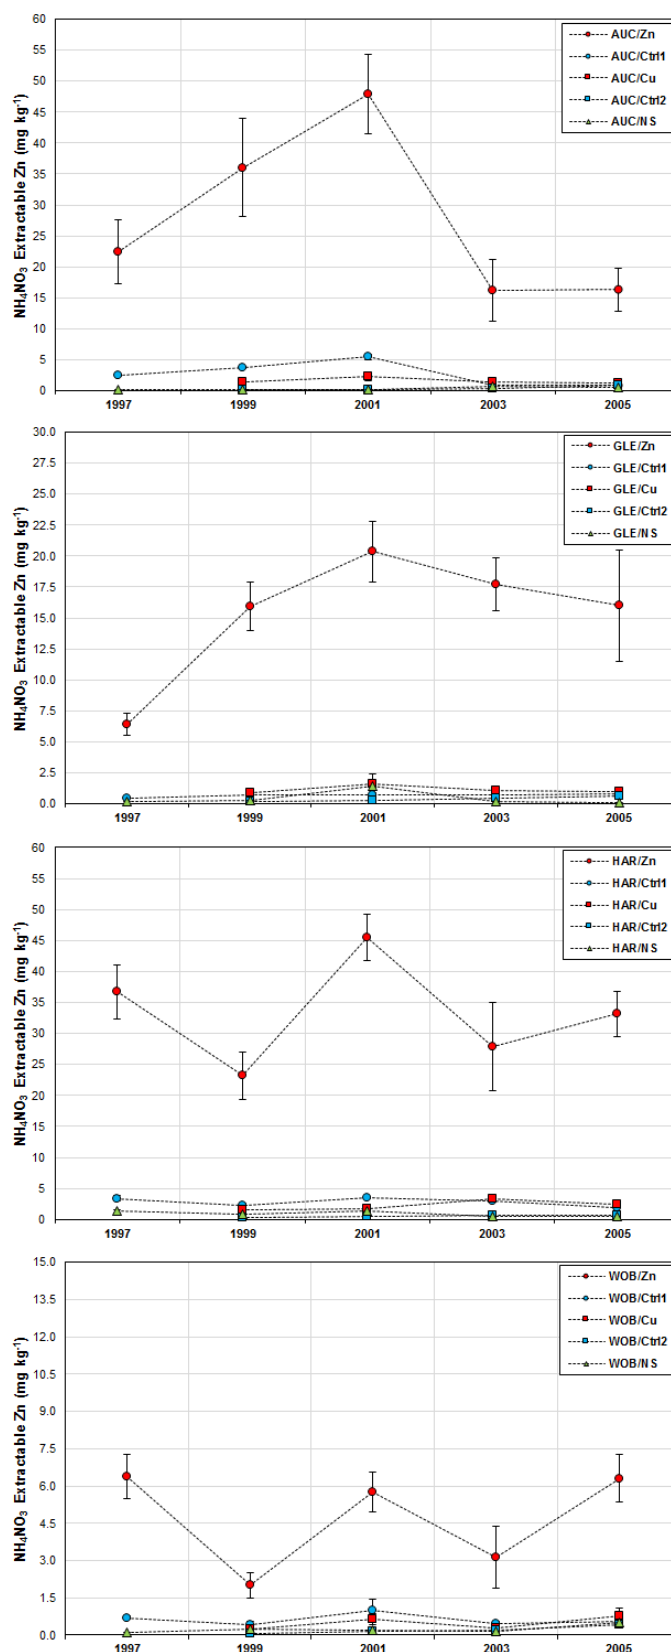 60
55
50
45
40
35
30
25
20
15
10
5
0
NH₄NO₃ Extractable Zn (mg kg⁻¹)
AUC/Zn
AUC/Ctrl1
AUC/Cu
AUC/Ctrl2
AUC/NS
1997 1999 2001 2003 2005
30.0
27.5
25.0
22.5
20.0
17.5
15.0
12.5
10.0
7.5
5.0
2.5
0.0
NH₄NO₃ Extractable Zn (mg kg⁻¹)
GLE/Zn
GLE/Ctrl1
GLE/Cu
GLE/Ctrl2
GLE/NS
1997 1999 2001 2003 2005
60
55
50
45
40
35
30
25
20
15
10
5
0
NH₄NO₃ Extractable Zn (mg kg⁻¹)
HAR/Zn
HAR/Ctrl1
HAR/Cu
HAR/Ctrl2
HAR/NS
1997 1999 2001 2003 2005
15.0
13.5
12.0
10.5
9.0
7.5
6.0
4.5
3.0
1.5
0.0
NH₄NO₃ Extractable Zn (mg kg⁻¹)
WOB/Zn
WOB/Ctrl1
WOB/Cu
WOB/Ctrl2
WOB/NS
1997 1999 2001 2003 2005